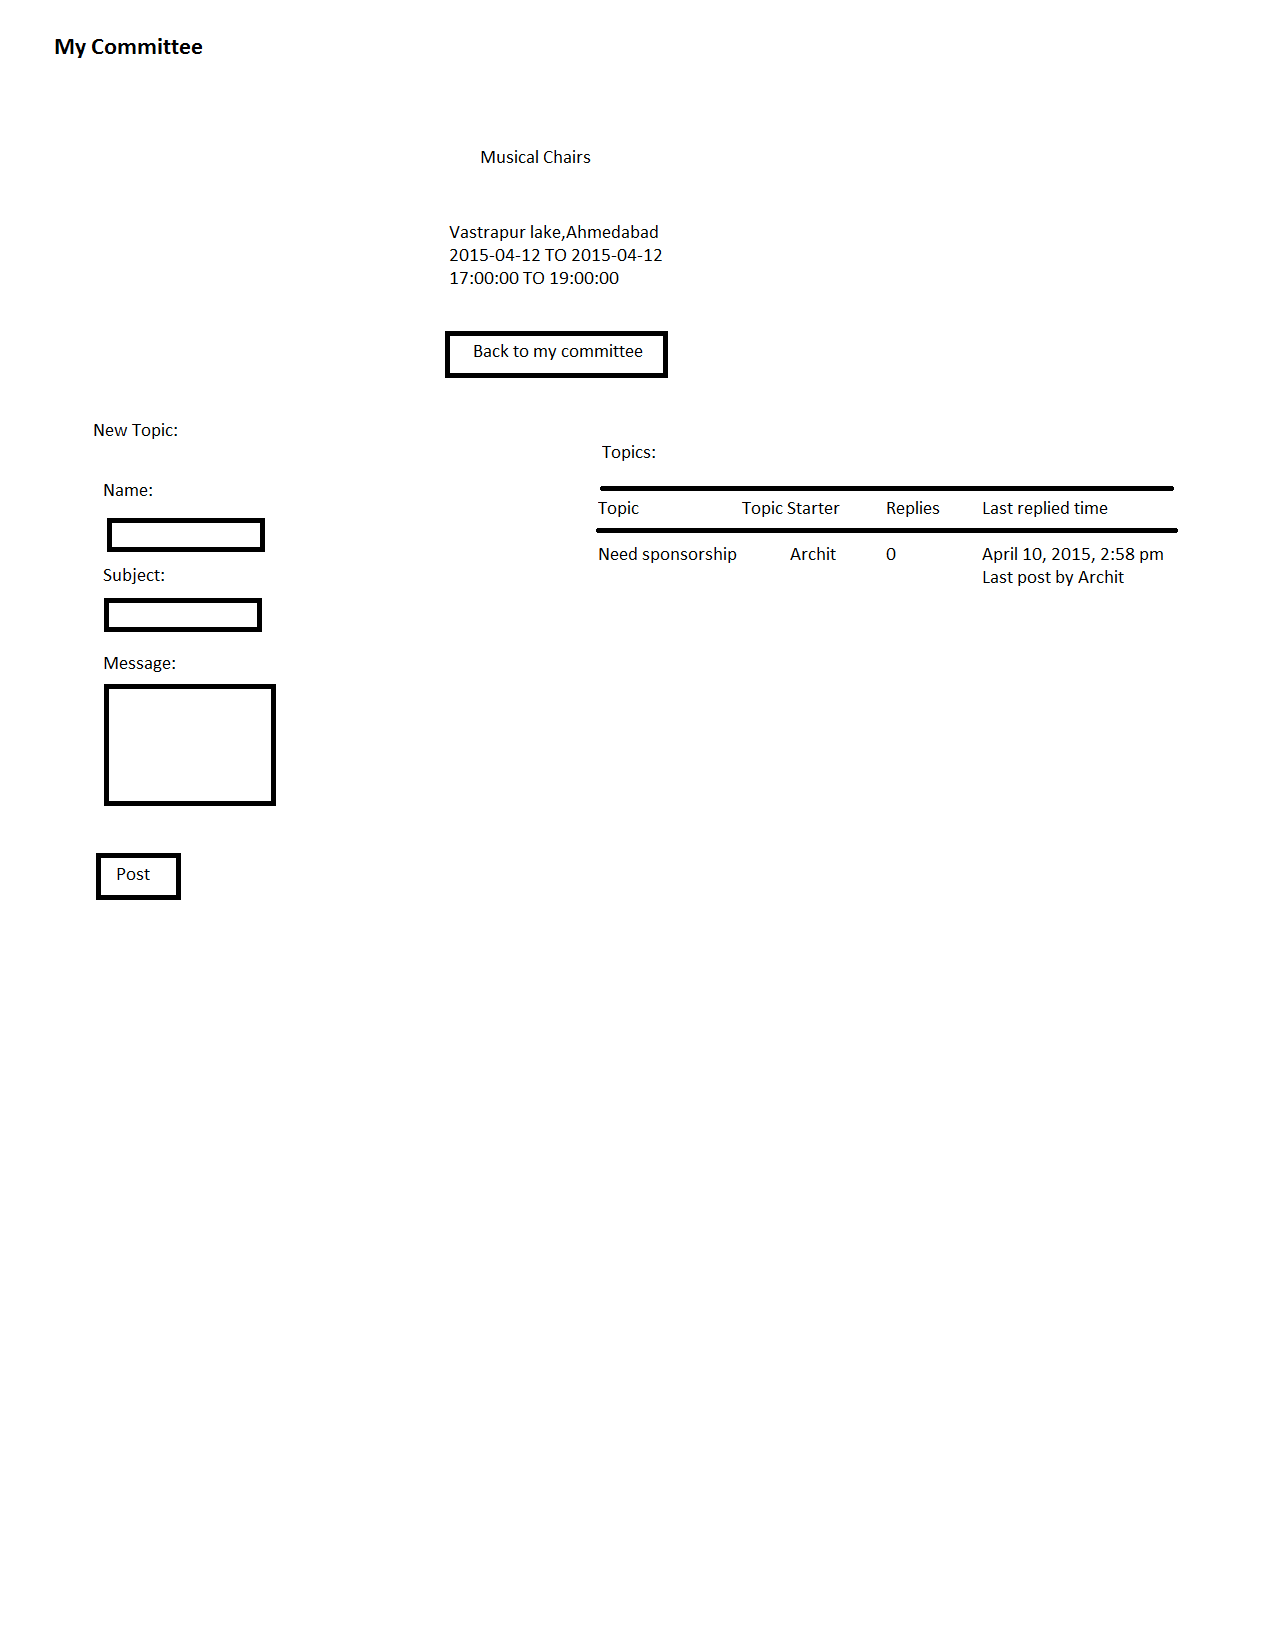 My Committee
Musical Chairs
Vastrapur lake,Ahmedabad
2015-04-12 TO 2015-04-12
17:00:00 TO 19:00:00
Back to my committee
New Topic:
Name:
Subject:
Message:
Post
Topics:
Topic Topic Starter Replies Last replied time
Need sponsorship Archit 0 April 10, 2015, 2:58 pm
Last post by Archit